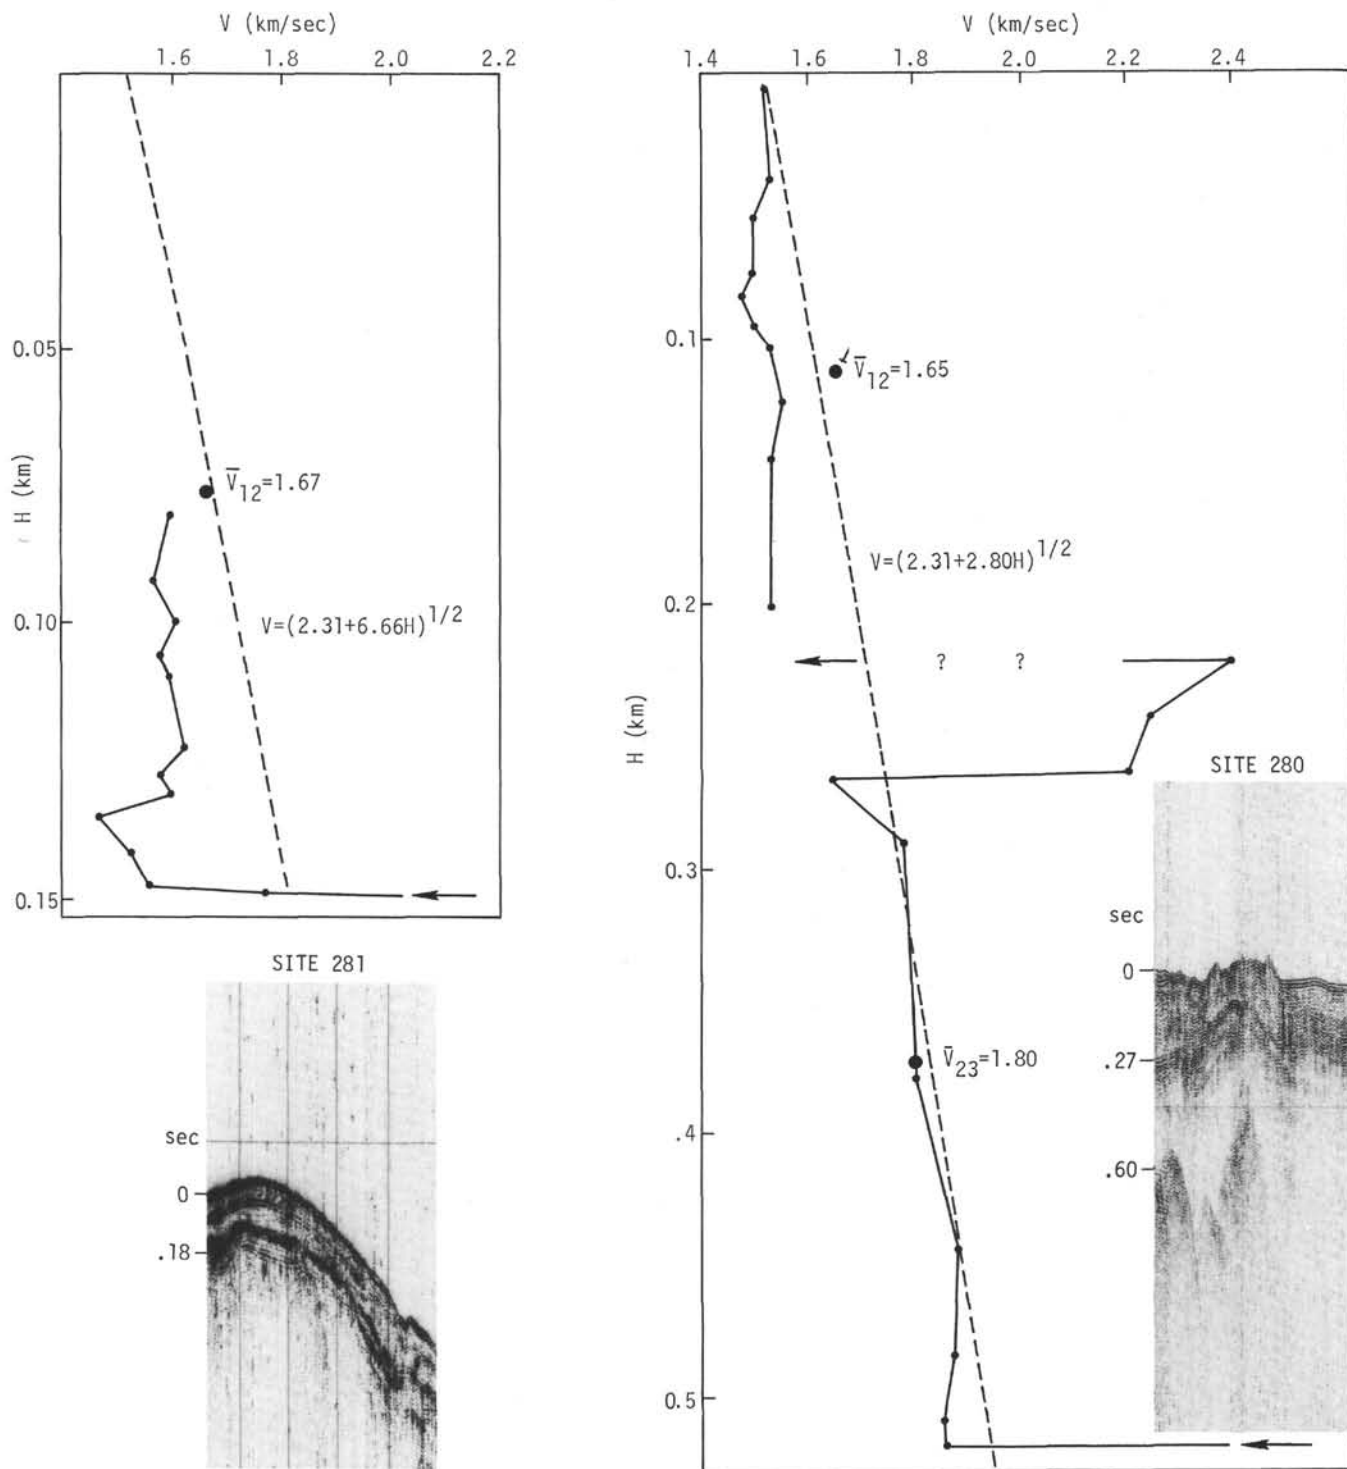 V (km/sec)
1.6 1.8 2.0 2.2
0.05
H (km)
V̅12=1.67
0.10
V=(2.31+6.66H)1/2
0.15
SITE 281
sec
0
.18
V (km/sec)
1.4 1.6 1.8 2.0 2.2 2.4
0.1
V̅12=1.65
V=(2.31+2.80H)1/2
0.2
? ?
H (km)
0.3
V̅23=1.80
.4
0.5
SITE 280
sec
0
.27
.60